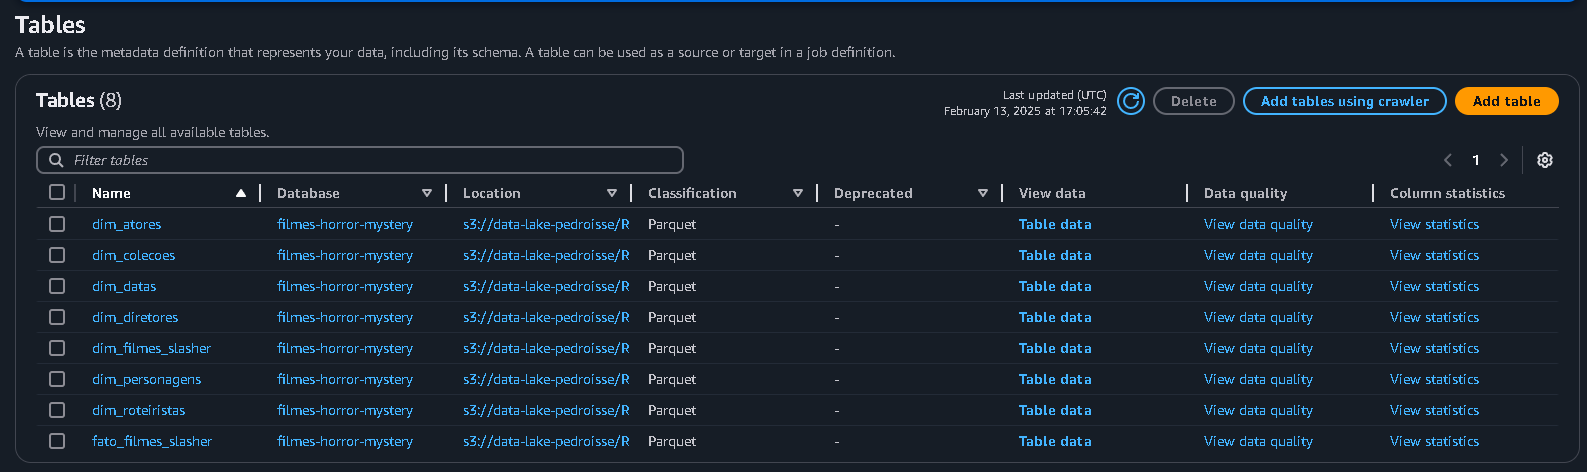 Tables
A table is the metadata definition that represents your data, including its schema. A table can be used as a source or target in a job definition.
Tables (8)
Last updated (UTC)
February 13, 2025 at 17:05:42
Delete
Add tables using crawler
Add table
View and manage all available tables.
Filter tables
1
Name Database Location Classification Deprecated View data Data quality Column statistics
dim_atores filmes-horror-mystery s3://data-lake-pedroisse/R Parquet - Table data View data quality View statistics
dim_colecoes filmes-horror-mystery s3://data-lake-pedroisse/R Parquet - Table data View data quality View statistics
dim_datas filmes-horror-mystery s3://data-lake-pedroisse/R Parquet - Table data View data quality View statistics
dim_diretores filmes-horror-mystery s3://data-lake-pedroisse/R Parquet - Table data View data quality View statistics
dim_filmes_slasher filmes-horror-mystery s3://data-lake-pedroisse/R Parquet - Table data View data quality View statistics
dim_personagens filmes-horror-mystery s3://data-lake-pedroisse/R Parquet - Table data View data quality View statistics
dim_roteiristas filmes-horror-mystery s3://data-lake-pedroisse/R Parquet - Table data View data quality View statistics
fato_filmes_slasher filmes-horror-mystery s3://data-lake-pedroisse/R Parquet - Table data View data quality View statistics